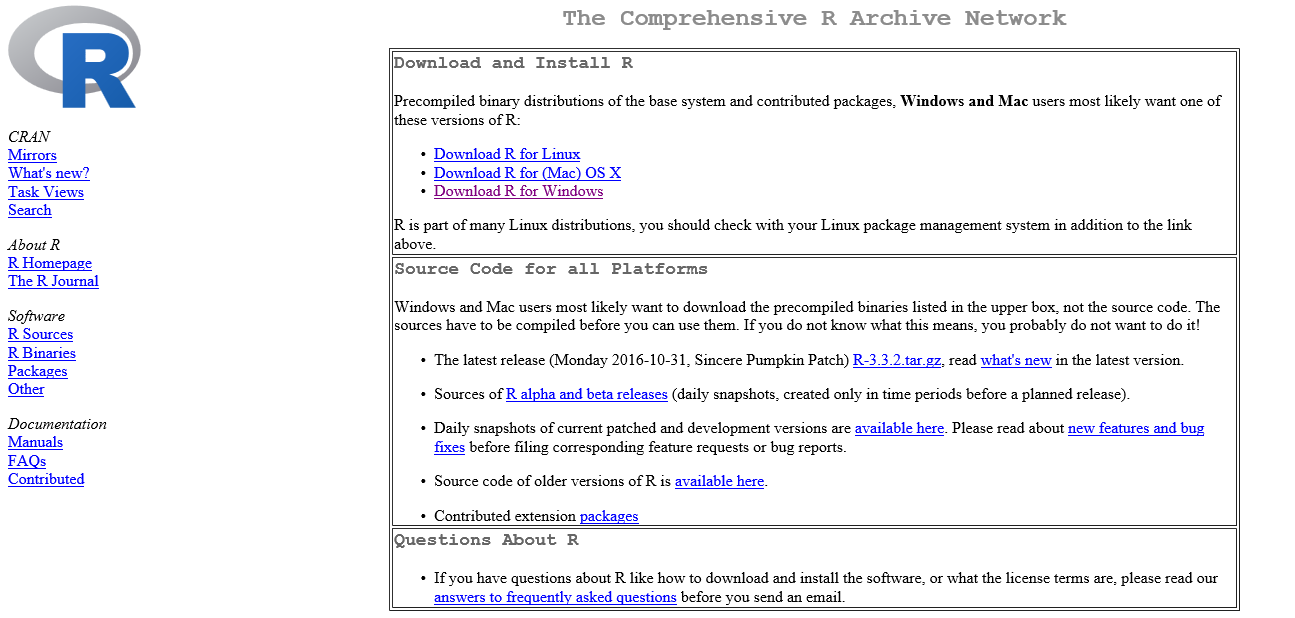 R
CRAN
Mirrors
What's new?
Task Views
Search
About R
R Homepage
The R Journal
Software
R Sources
R Binaries
Packages
Other
Documentation
Manuals
FAQs
Contributed
The Comprehensive R Archive Network
Download and Install R
Precompiled binary distributions of the base system and contributed packages, Windows and Mac users most likely want one of
these versions of R:
• Download R for Linux
• Download R for (Mac) OS X
• Download R for Windows
R is part of many Linux distributions, you should check with your Linux package management system in addition to the link
above.
Source Code for all Platforms
Windows and Mac users most likely want to download the precompiled binaries listed in the upper box, not the source code. The
sources have to be compiled before you can use them. If you do not know what this means, you probably do not want to do it!
• The latest release (Monday 2016-10-31, Sincere Pumpkin Patch) R-3.3.2.tar.gz, read what's new in the latest version.
• Sources of R alpha and beta releases (daily snapshots, created only in time periods before a planned release).
• Daily snapshots of current patched and development versions are available here. Please read about new features and bug
fixes before filing corresponding feature requests or bug reports.
• Source code of older versions of R is available here.
• Contributed extension packages
Questions About R
• If you have questions about R like how to download and install the software, or what the license terms are, please read our
answers to frequently asked questions before you send an email.